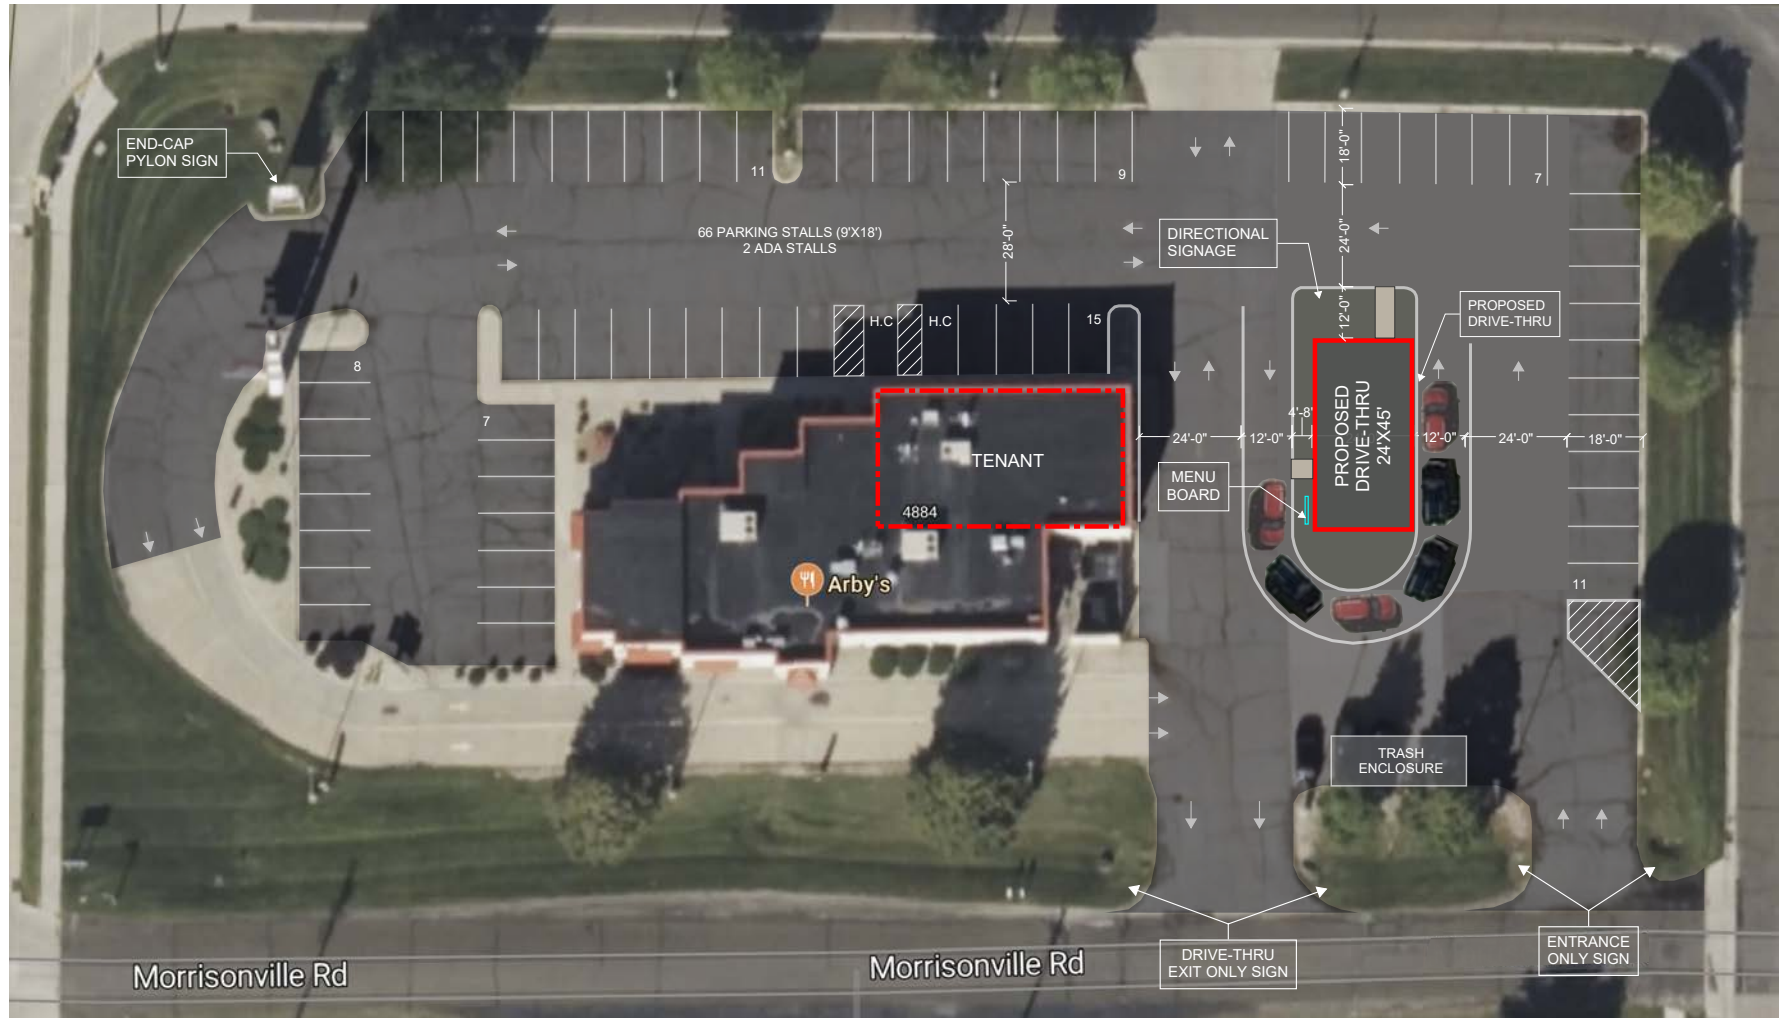 END-CAP
PYLON SIGN
11
9
7
18'-0"
66 PARKING STALLS (9'X18')
2 ADA STALLS
28'-0"
DIRECTIONAL
SIGNAGE
24'-0"
12'-0"
PROPOSED
DRIVE-THRU
H.C
H.C
15
8
7
TENANT
4884
Arby's
24'-0"
12'-0"
4'-8"
PROPOSED
DRIVE-THRU
24'X45'
12'-0"
24'-0"
18'-0"
MENU
BOARD
11
TRASH
ENCLOSURE
DRIVE-THRU
EXIT ONLY SIGN
ENTRANCE
ONLY SIGN
Morrisonville Rd
Morrisonville Rd